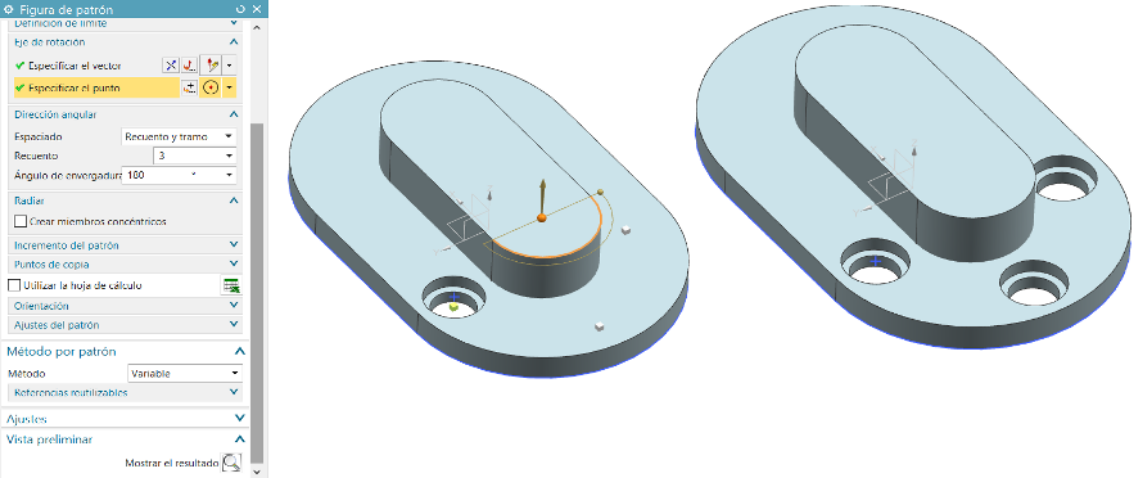 Figura de patrón
Definición de límite
Eje de rotación
Especificar el vector
Especificar el punto
Dirección angular
Espaciado Recuento y tramo
Recuento 3
Ángulo de envergadura 180 °
Radiar
Crear miembros concéntricos
Incremento del patrón
Puntos de copia
Utilizar la hoja de cálculo
Orientación
Ajustes del patrón
Método por patrón
Método Variable
Referencias reutilizables
Ajustes
Vista preliminar
Mostrar el resultado